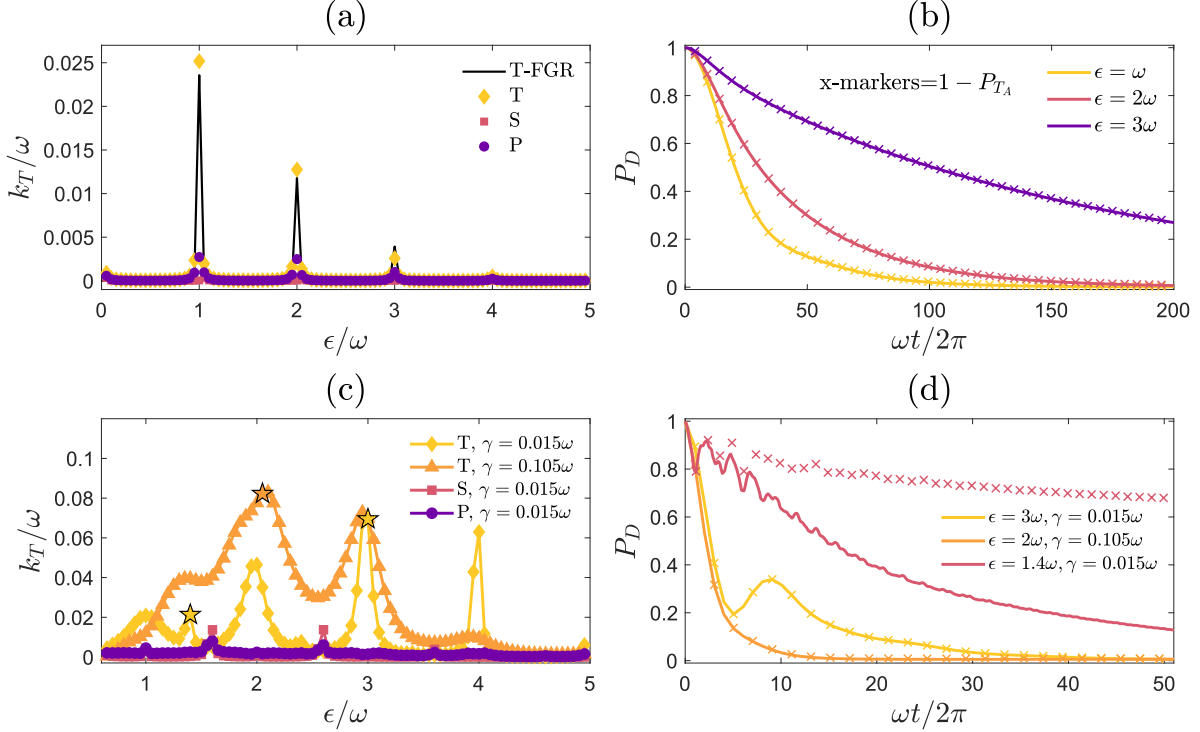 (a)
k_T/ω
0.025
0.02
0.015
0.01
0.005
0
0
1
2
3
4
5
ϵ/ω
T-FGR
T
S
P
(b)
P_D
1
0.8
0.6
0.4
0.2
0
0
50
100
150
200
ωt/2π
x-markers=1 − P_{T_A}
ϵ = ω
ϵ = 2ω
ϵ = 3ω
(c)
k_T/ω
0.1
0.08
0.06
0.04
0.02
0
1
2
3
4
5
ϵ/ω
T, γ = 0.015ω
T, γ = 0.105ω
S, γ = 0.015ω
P, γ = 0.015ω
(d)
P_D
1
0.8
0.6
0.4
0.2
0
0
10
20
30
40
50
ωt/2π
ϵ = 3ω, γ = 0.015ω
ϵ = 2ω, γ = 0.105ω
ϵ = 1.4ω, γ = 0.015ω